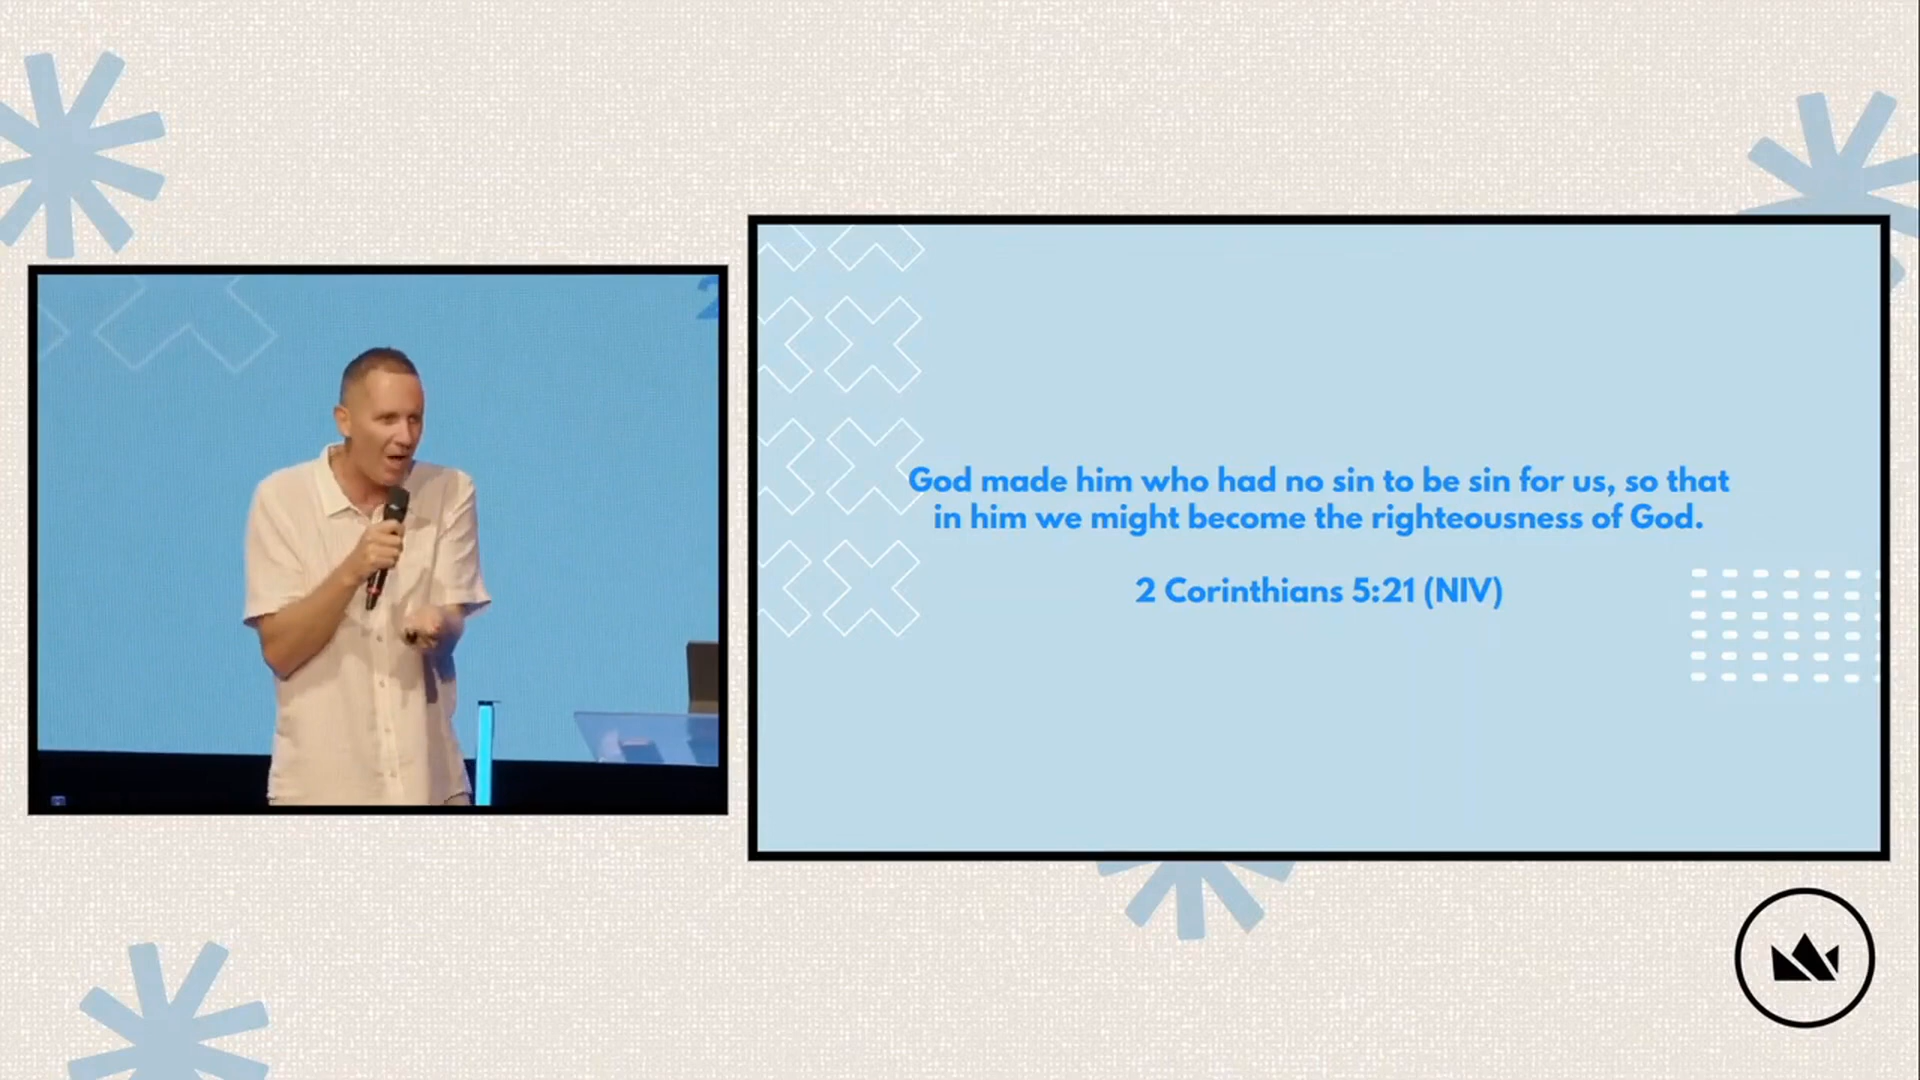 God made him who had no sin to be sin for us, so that
in him we might become the righteousness of God.
2 Corinthians 5:21 (NIV)
2